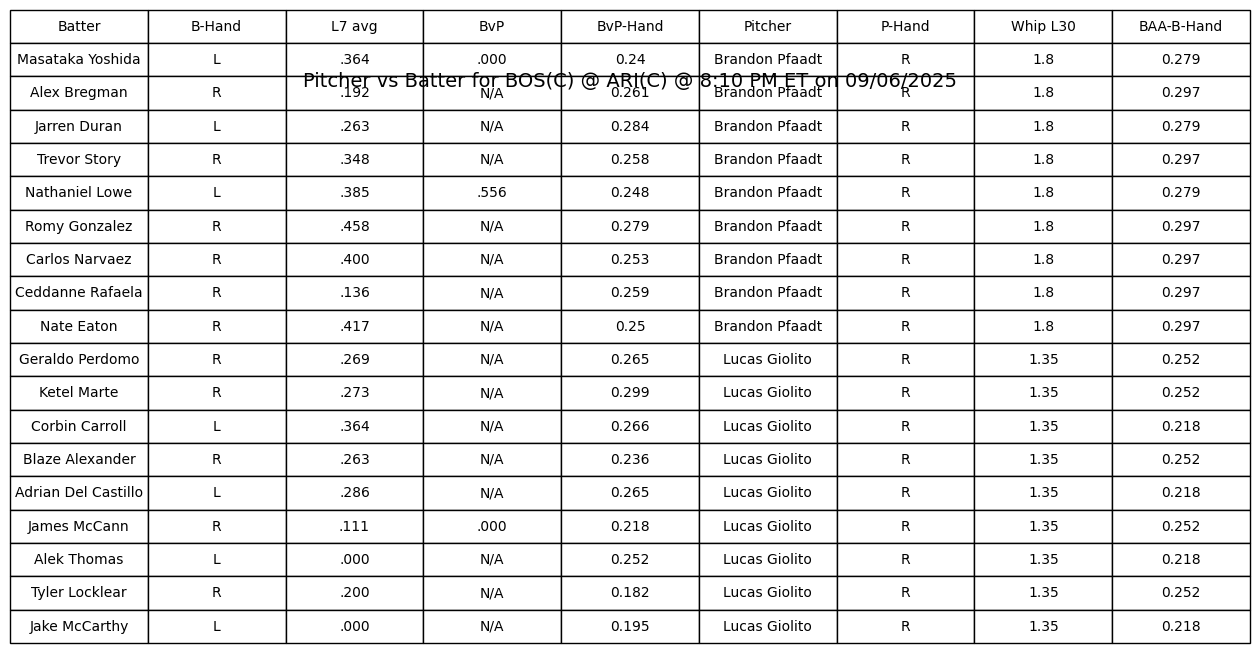 Batter B-Hand L7 avg BvP BvP-Hand Pitcher P-Hand Whip L30 BAA-B-Hand
Masataka Yoshida L .364 .000 0.24 Brandon Pfaadt R 1.8 0.279
Pitcher vs Batter for BOS(C) @ ARI(C) @ 8:10 PM ET on 09/06/2025
Alex Bregman R .192 N/A 0.261 Brandon Pfaadt R 1.8 0.297
Jarren Duran L .263 N/A 0.284 Brandon Pfaadt R 1.8 0.279
Trevor Story R .348 N/A 0.258 Brandon Pfaadt R 1.8 0.297
Nathaniel Lowe L .385 .556 0.248 Brandon Pfaadt R 1.8 0.279
Romy Gonzalez R .458 N/A 0.279 Brandon Pfaadt R 1.8 0.297
Carlos Narvaez R .400 N/A 0.253 Brandon Pfaadt R 1.8 0.297
Ceddanne Rafaela R .136 N/A 0.259 Brandon Pfaadt R 1.8 0.297
Nate Eaton R .417 N/A 0.25 Brandon Pfaadt R 1.8 0.297
Geraldo Perdomo R .269 N/A 0.265 Lucas Giolito R 1.35 0.252
Ketel Marte R .273 N/A 0.299 Lucas Giolito R 1.35 0.252
Corbin Carroll L .364 N/A 0.266 Lucas Giolito R 1.35 0.218
Blaze Alexander R .263 N/A 0.236 Lucas Giolito R 1.35 0.252
Adrian Del Castillo L .286 N/A 0.265 Lucas Giolito R 1.35 0.218
James McCann R .111 .000 0.218 Lucas Giolito R 1.35 0.252
Alek Thomas L .000 N/A 0.252 Lucas Giolito R 1.35 0.218
Tyler Locklear R .200 N/A 0.182 Lucas Giolito R 1.35 0.252
Jake McCarthy L .000 N/A 0.195 Lucas Giolito R 1.35 0.218